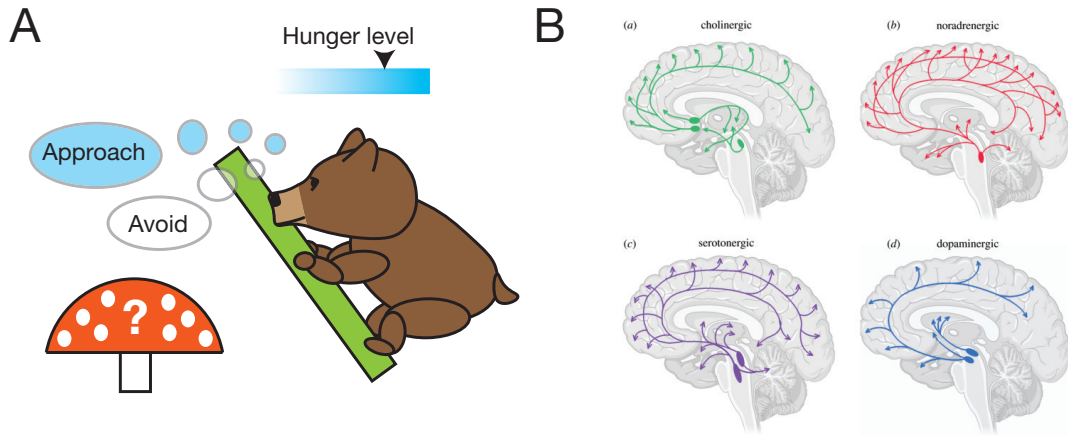 A
Hunger level
Approach
Avoid
?
B
(a) cholinergic
(b) noradrenergic
(c) serotonergic
(d) dopaminergic